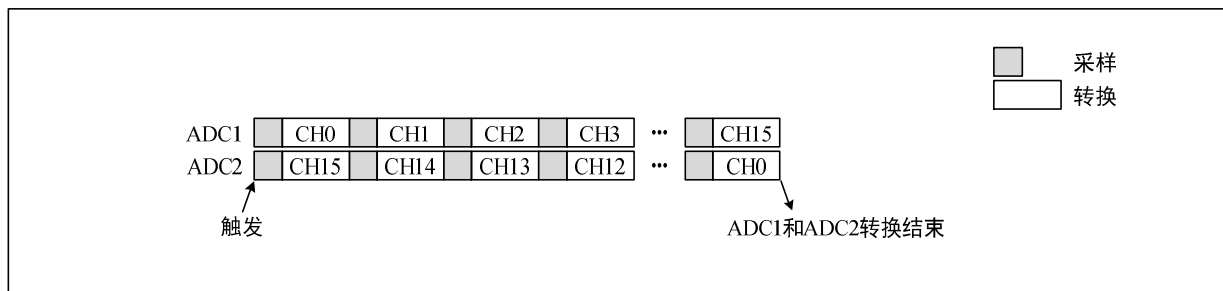 采样
转换
ADC1 CH0 CH1 CH2 CH3 ... CH15
ADC2 CH15 CH14 CH13 CH12 ... CH0
触发
ADC1和ADC2转换结束